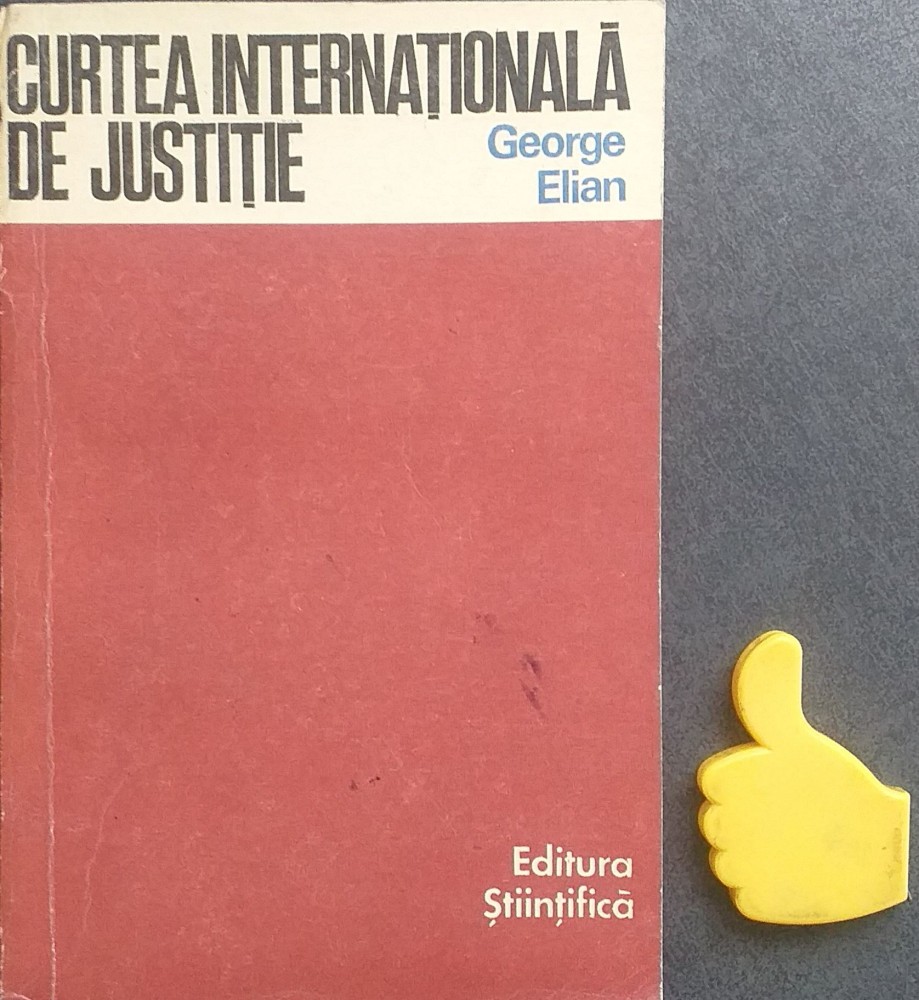 CURTEA INTERNAȚIONALĂ
DE JUSTIȚIE
George
Elian
Editura
Științifică